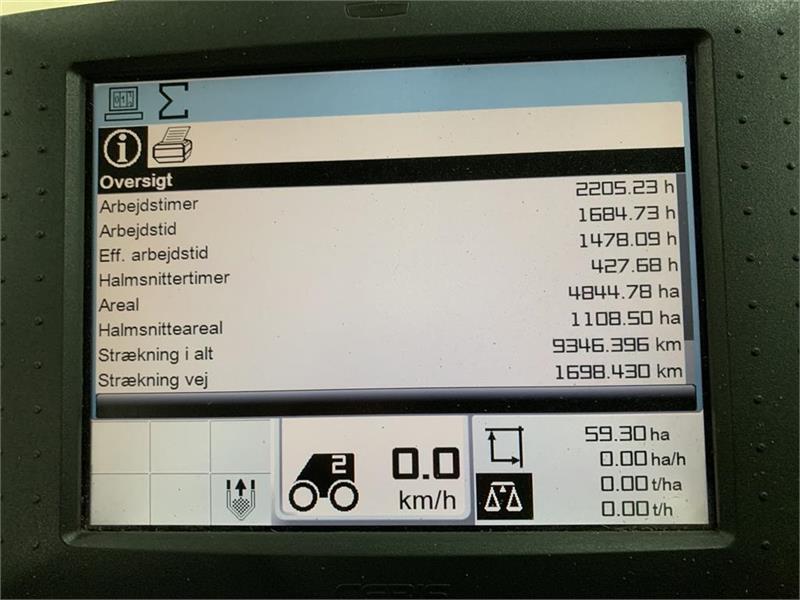 Oversigt
Arbejdstimer 2205.23 h
Arbejdstid 1684.73 h
Eff. arbejdstid 1478.09 h
Halmsnittertimer 427.68 h
Areal 4844.78 ha
Halmsnitteareal 1108.50 ha
Strækning i alt 9346.396 km
Strækning vej 1698.430 km
2
0.0
km/h
59.30 ha
0.00 ha/h
0.00 t/ha
0.00 t/h